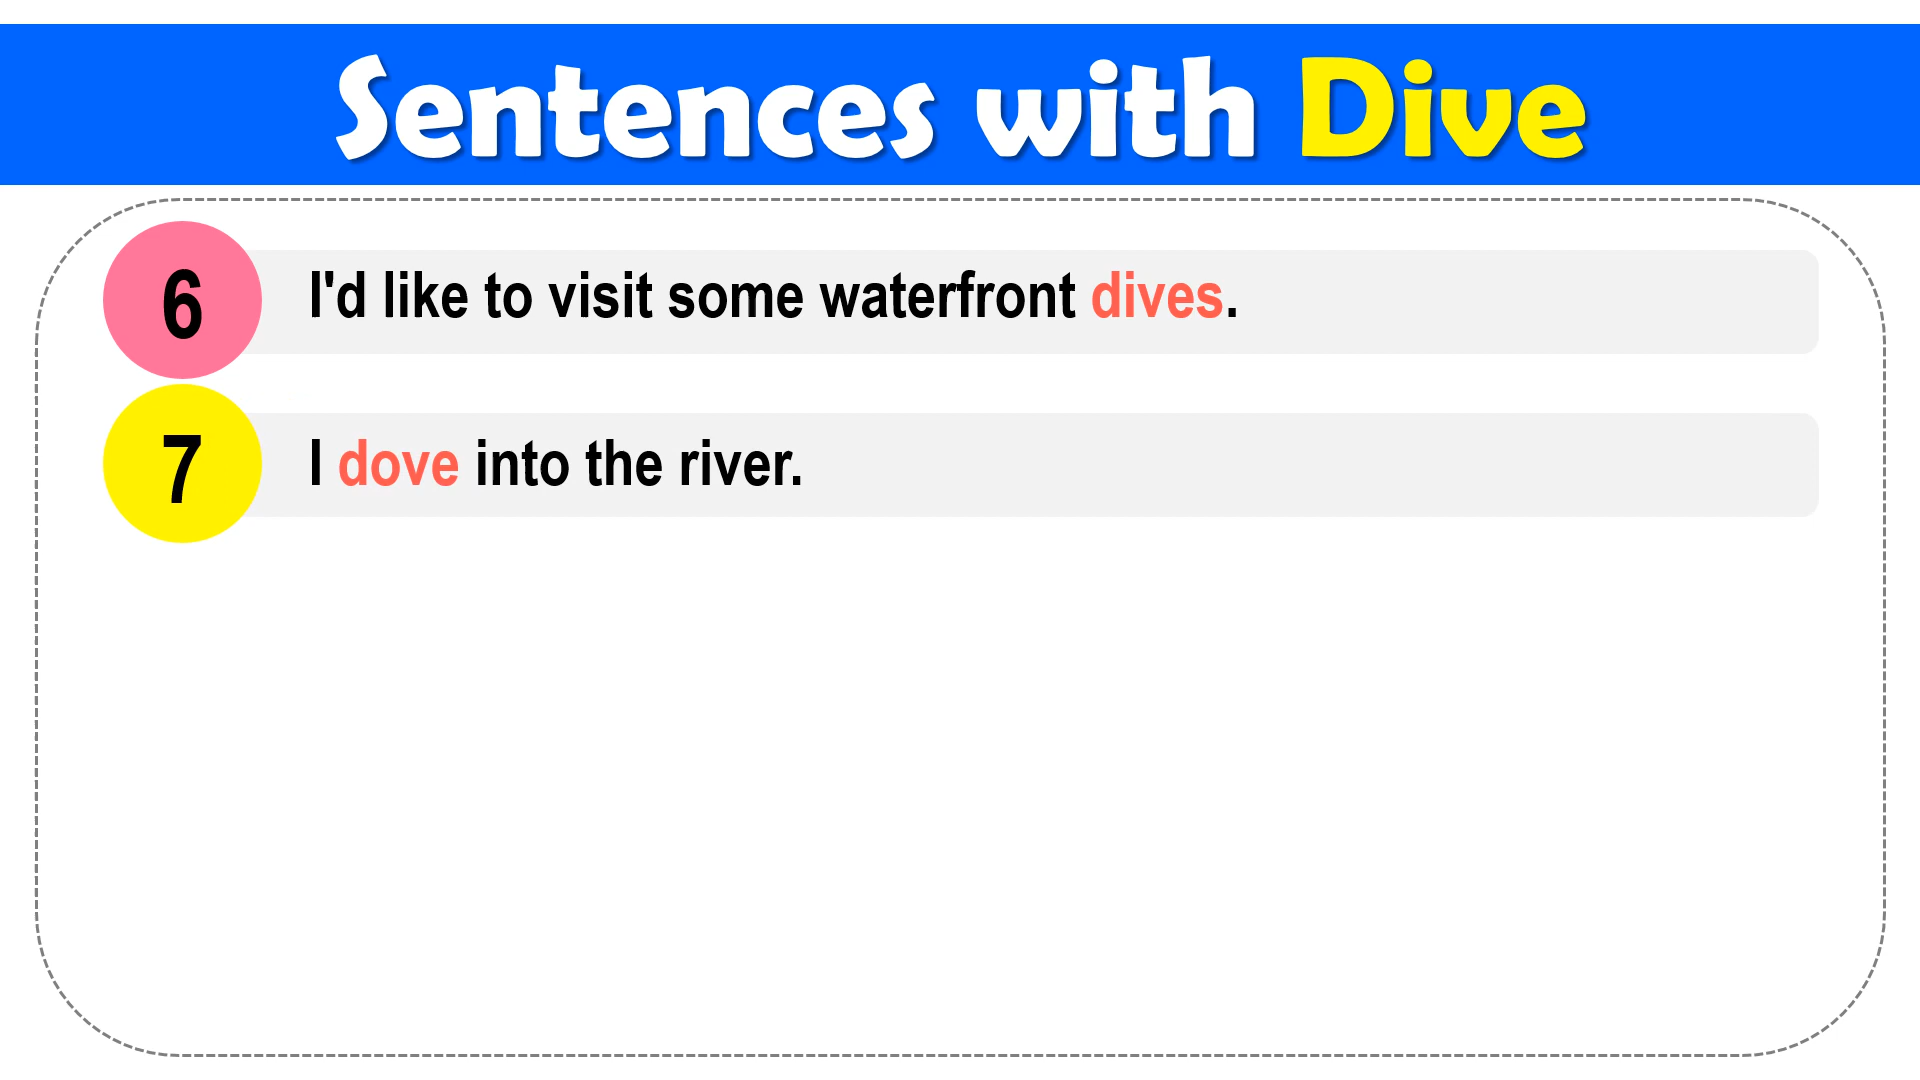 Sentences with Dive
6 I'd like to visit some waterfront dives.
7 I dove into the river.